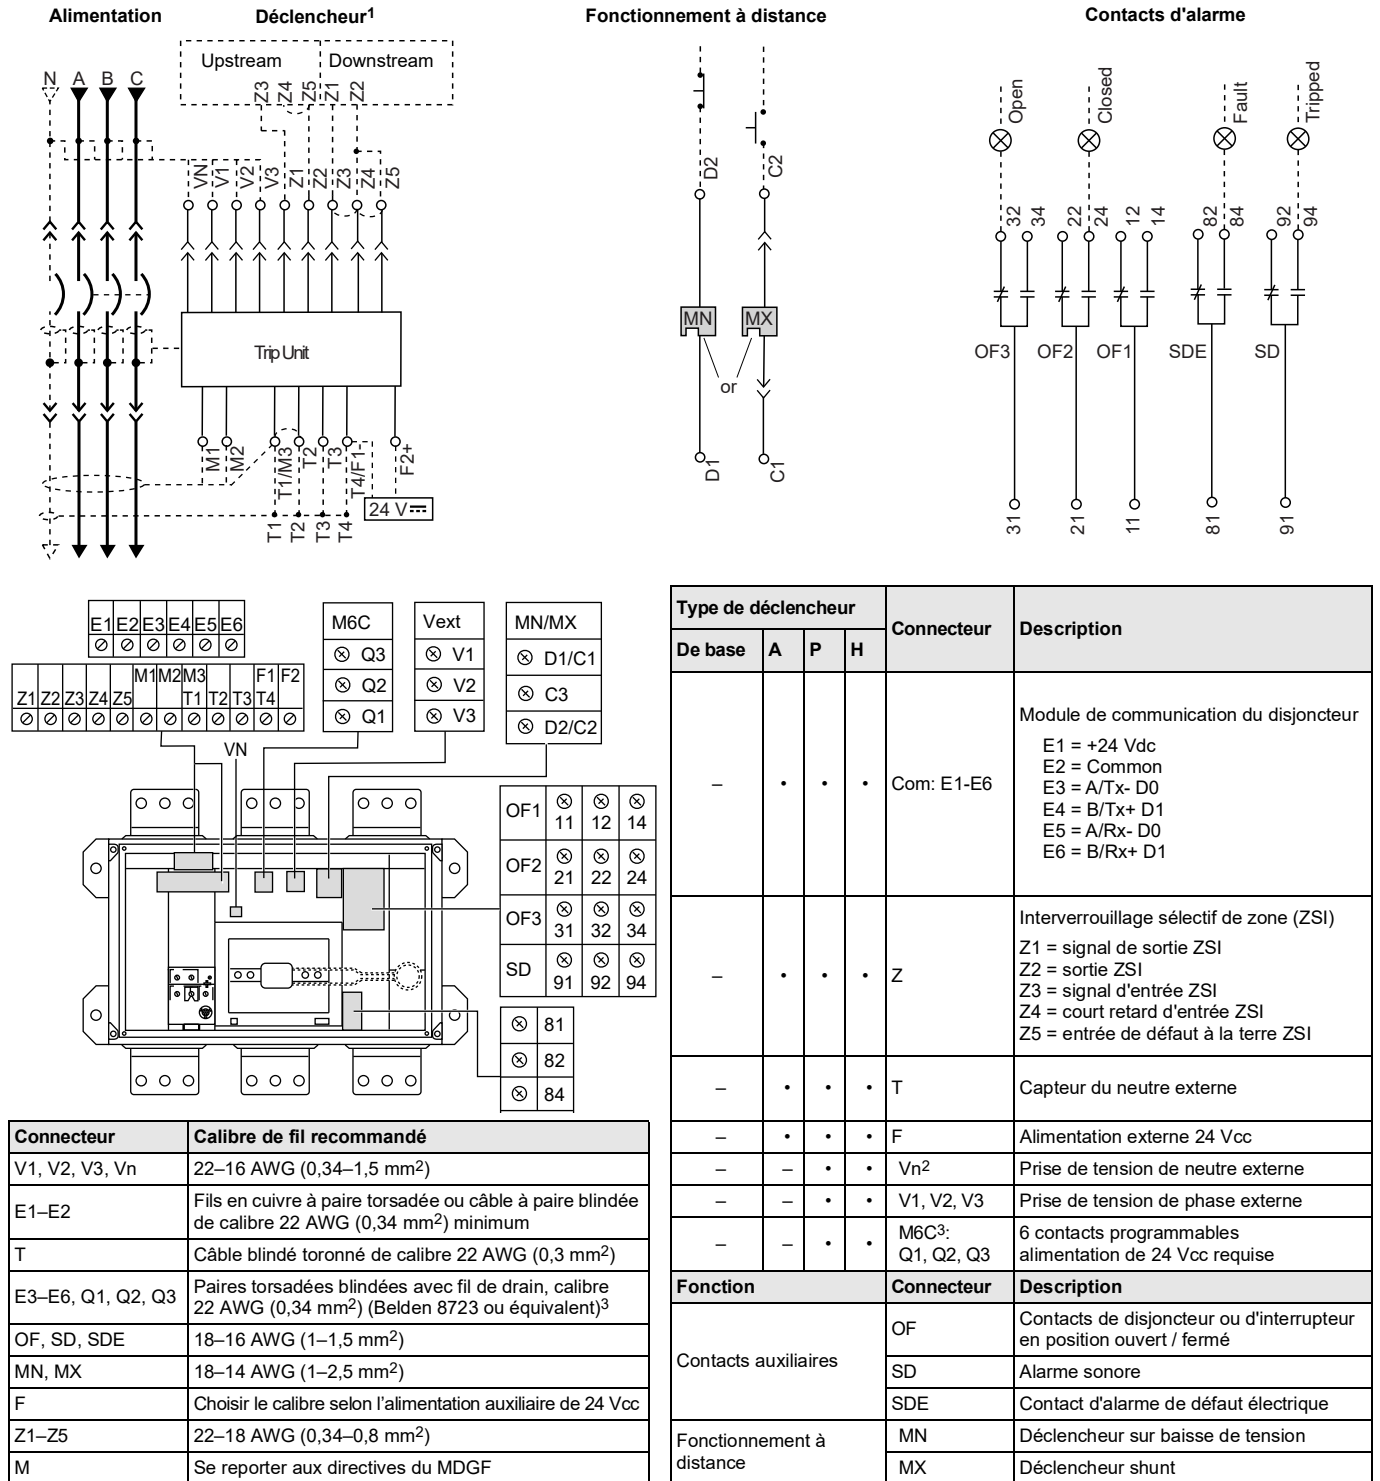 Alimentation
Déclencheur1
Fonctionnement à distance
Contacts d'alarme
Upstream
Downstream
Z3
Z4
Z5
Z1
Z2
N
A
B
C
VN
V1
V2
V3
Z1
Z2
Z3
Z4
Z5
Trip Unit
M1
M2
T1/M3
T2
T3
T4/F1-
F2+
24 V
T1
T2
T3
T4
D2
C2
MN
MX
or
D1
C1
Open
Closed
Fault
Tripped
32
34
22
24
12
14
82
84
92
94
OF3
OF2
OF1
SDE
SD
31
21
11
81
91
E1 E2 E3 E4 E5 E6
M1 M2 M3 F1 F2
Z1 Z2 Z3 Z4 Z5 T1 T2 T3 T4
VN
M6C
Q3
Q2
Q1
Vext
V1
V2
V3
MN/MX
D1/C1
C3
D2/C2
OF1 11 12 14
OF2 21 22 24
OF3 31 32 34
SD 91 92 94
81
82
84
Connecteur Calibre de fil recommandé
V1, V2, V3, Vn 22–16 AWG (0,34–1,5 mm2)
E1–E2 Fils en cuivre à paire torsadée ou câble à paire blindée
de calibre 22 AWG (0,34 mm2) minimum
T Câble blindé toronné de calibre 22 AWG (0,3 mm2)
E3–E6, Q1, Q2, Q3 Paires torsadées blindées avec fil de drain, calibre
22 AWG (0,34 mm2) (Belden 8723 ou équivalent)3
OF, SD, SDE 18–16 AWG (1–1,5 mm2)
MN, MX 18–14 AWG (1–2,5 mm2)
F Choisir le calibre selon l'alimentation auxiliaire de 24 Vcc
Z1–Z5 22–18 AWG (0,34–0,8 mm2)
M Se reporter aux directives du MDGF
Type de déclencheur Connecteur Description
De base A P H
– • • • Com: E1-E6 Module de communication du disjoncteur
E1 = +24 Vdc
E2 = Common
E3 = A/Tx- D0
E4 = B/Tx+ D1
E5 = A/Rx- D0
E6 = B/Rx+ D1
– • • • Z Interverrouillage sélectif de zone (ZSI)
Z1 = signal de sortie ZSI
Z2 = sortie ZSI
Z3 = signal d'entrée ZSI
Z4 = court retard d'entrée ZSI
Z5 = entrée de défaut à la terre ZSI
– • • • T Capteur du neutre externe
– • • • F Alimentation externe 24 Vcc
– – • • Vn2 Prise de tension de neutre externe
– – • • V1, V2, V3 Prise de tension de phase externe
– – • • M6C3: 6 contacts programmables
Q1, Q2, Q3 alimentation de 24 Vcc requise
Fonction Connecteur Description
Contacts auxiliaires OF Contacts de disjoncteur ou d'interrupteur
en position ouvert / fermé
SD Alarme sonore
SDE Contact d'alarme de défaut électrique
Fonctionnement à
distance
MN Déclencheur sur baisse de tension
MX Déclencheur shunt